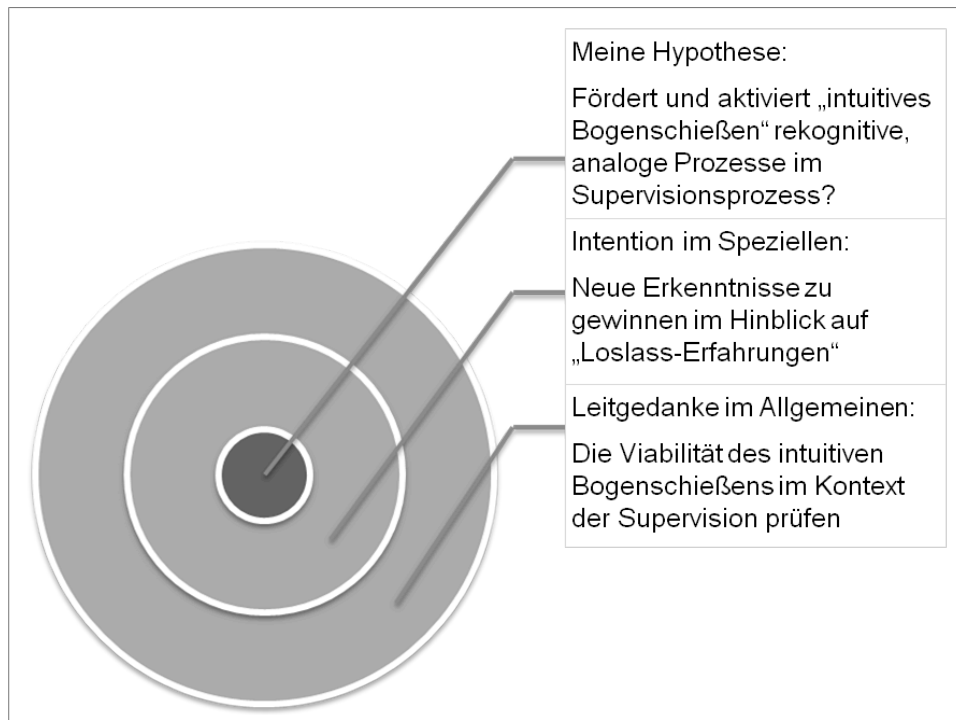 Meine Hypothese:
Fördert und aktiviert „intuitives
Bogenschießen“ rekognitive,
analoge Prozesse im
Supervisionsprozess?
Intention im Speziellen:
Neue Erkenntnisse zu
gewinnen im Hinblick auf
„Loslass-Erfahrungen“
Leitgedanke im Allgemeinen:
Die Viabilität des intuitiven
Bogenschießens im Kontext
der Supervision prüfen